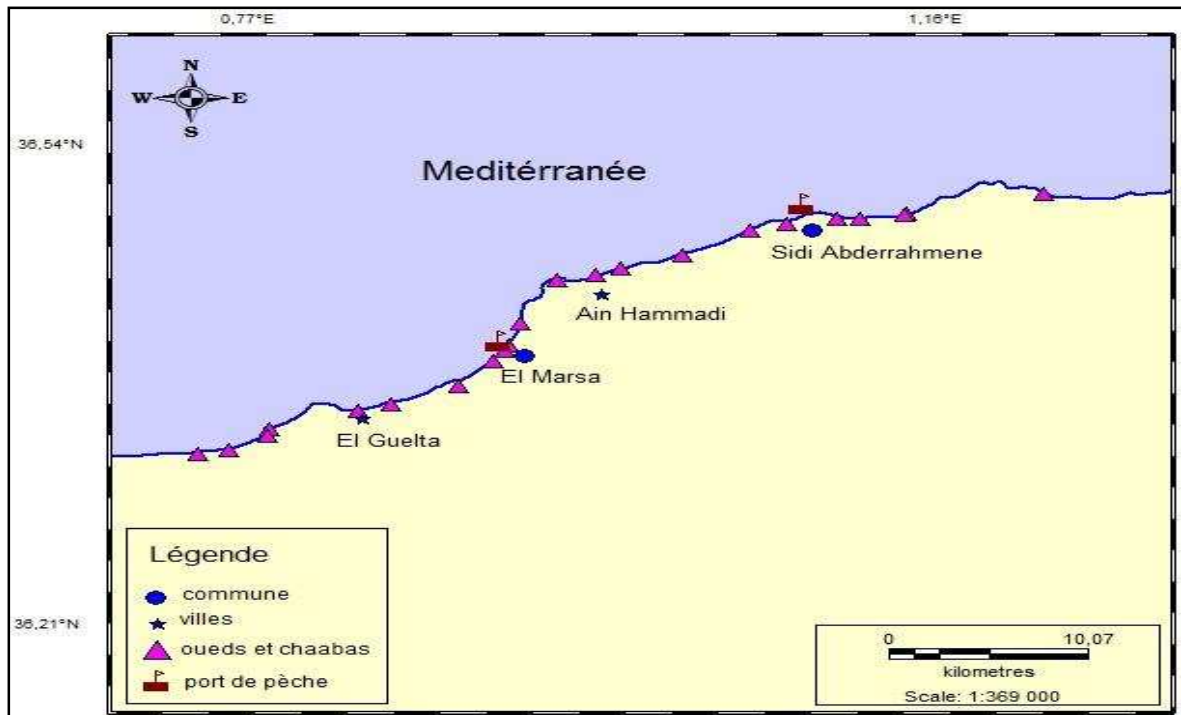 0,77°E 1,16°E
N
W E
S
36,54°N
Meditérranée
Sidi Abderrahmene
Ain Hammadi
El Marsa
El Guelta
Légende
commune
villes
oueds et chaabas
port de pèche
36,21°N
0 10,07
kilometres
Scale: 1:369 000